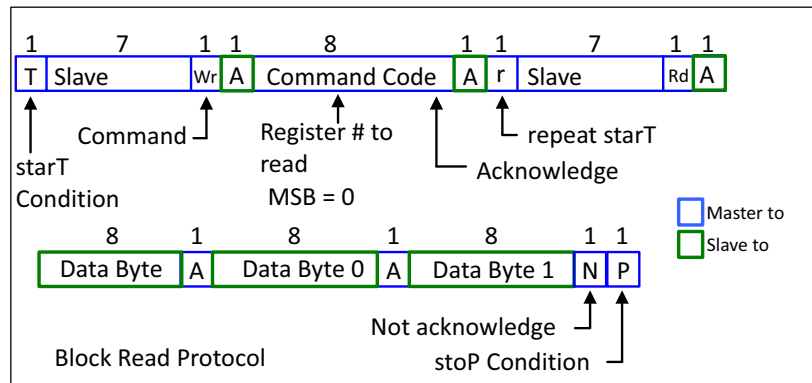 1 7 1 1 8 1 1 7 1 1
T Slave Wr A Command Code A r Slave Rd A
Command
Register # to
read
MSB = 0
repeat starT
Acknowledge
starT
Condition
Master to
Slave to
8 1 8 1 8 1 1
Data Byte A Data Byte 0 A Data Byte 1 N P
Not acknowledge
stoP Condition
Block Read Protocol